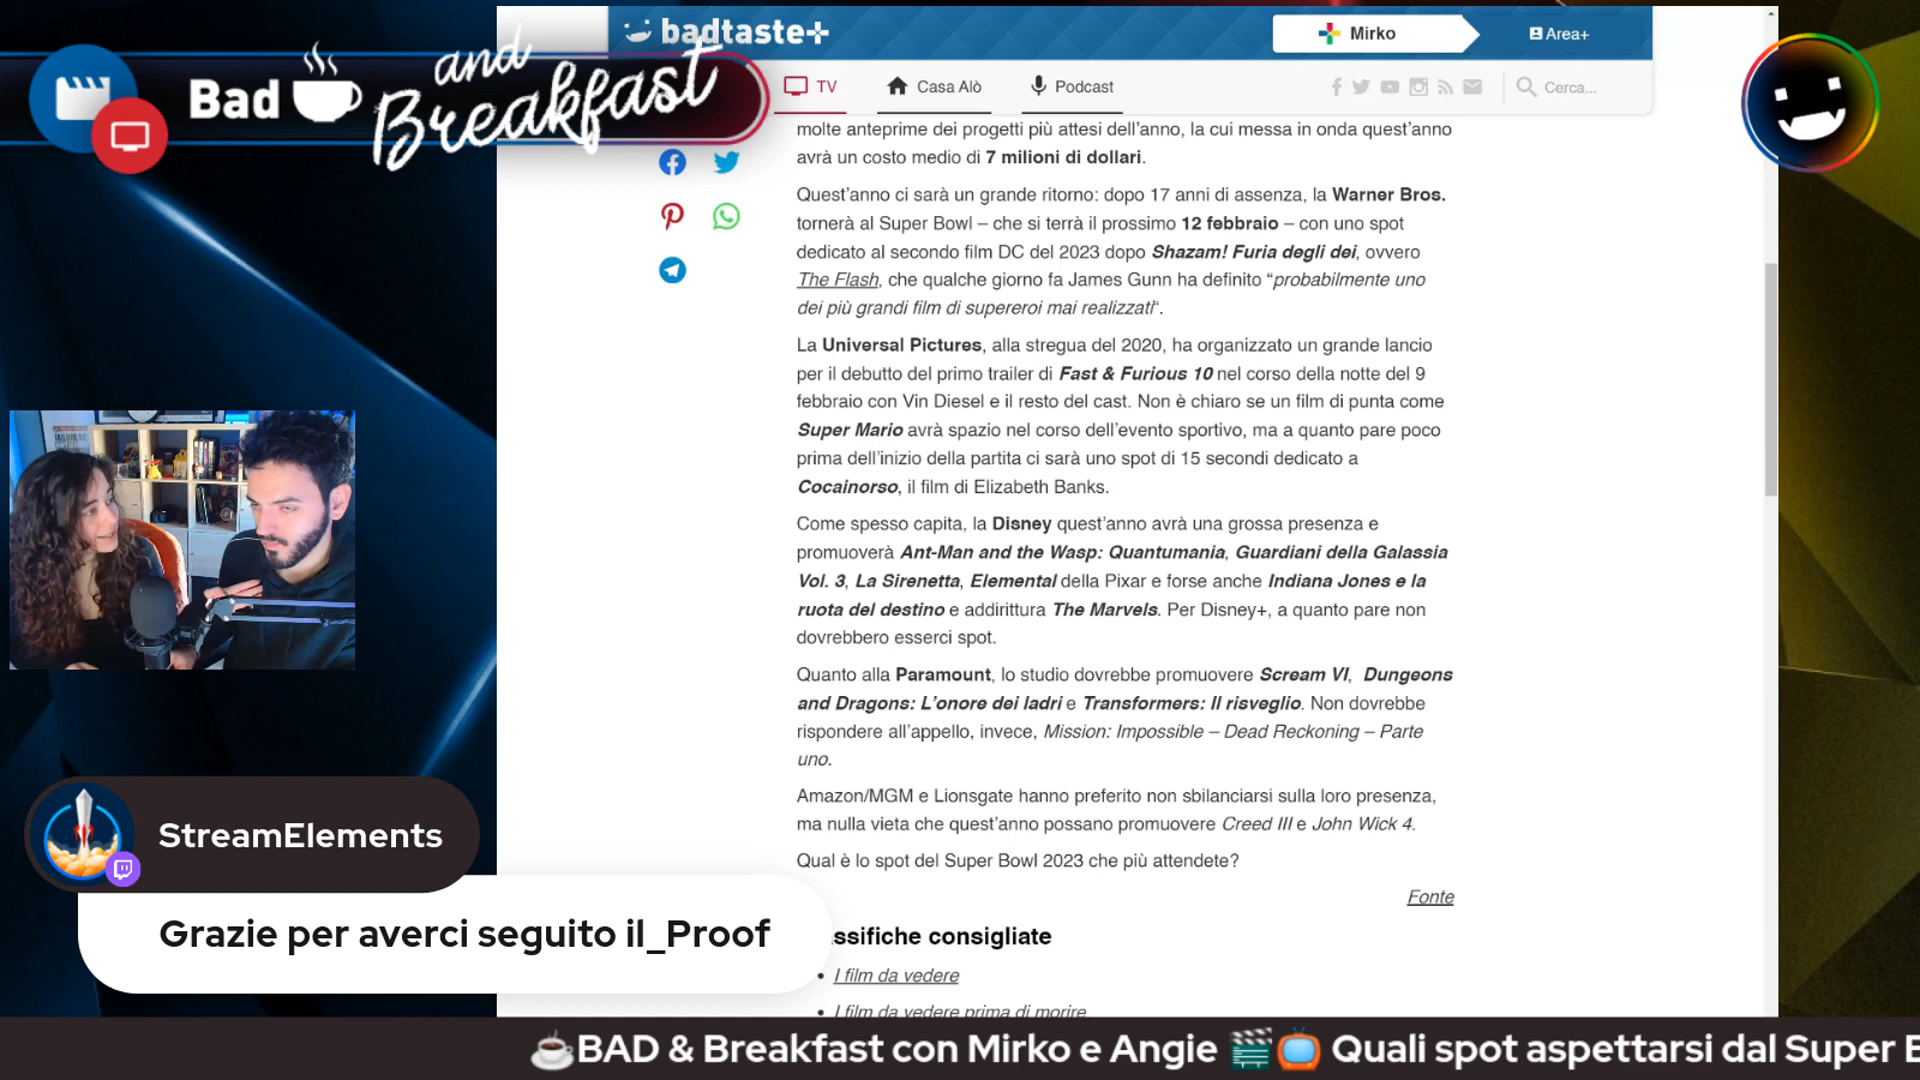 badtaste+
Mirko
Area+
Bad and Breakfast
TV
Casa Alò
Podcast
Cerca...
molte anteprime dei progetti più attesi dell'anno, la cui messa in onda quest'anno
avrà un costo medio di 7 milioni di dollari.
Quest'anno ci sarà un grande ritorno: dopo 17 anni di assenza, la Warner Bros.
tornerà al Super Bowl – che si terrà il prossimo 12 febbraio – con uno spot
dedicato al secondo film DC del 2023 dopo Shazam! Furia degli dei, ovvero
The Flash, che qualche giorno fa James Gunn ha definito "probabilmente uno
dei più grandi film di supereroi mai realizzati".
La Universal Pictures, alla stregua del 2020, ha organizzato un grande lancio
per il debutto del primo trailer di Fast & Furious 10 nel corso della notte del 9
febbraio con Vin Diesel e il resto del cast. Non è chiaro se un film di punta come
Super Mario avrà spazio nel corso dell'evento sportivo, ma a quanto pare poco
prima dell'inizio della partita ci sarà uno spot di 15 secondi dedicato a
Cocainorso, il film di Elizabeth Banks.
Come spesso capita, la Disney quest'anno avrà una grossa presenza e
promuoverà Ant-Man and the Wasp: Quantumania, Guardiani della Galassia
Vol. 3, La Sirenetta, Elemental della Pixar e forse anche Indiana Jones e la
ruota del destino e addirittura The Marvels. Per Disney+, a quanto pare non
dovrebbero esserci spot.
Quanto alla Paramount, lo studio dovrebbe promuovere Scream VI, Dungeons
and Dragons: L'onore dei ladri e Transformers: Il risveglio. Non dovrebbe
rispondere all'appello, invece, Mission: Impossible – Dead Reckoning – Parte
uno.
Amazon/MGM e Lionsgate hanno preferito non sbilanciarsi sulla loro presenza,
ma nulla vieta che quest'anno possano promuovere Creed III e John Wick 4.
Qual è lo spot del Super Bowl 2023 che più attendete?
Fonte
ssifiche consigliate
• I film da vedere
• I film da vedere prima di morire
StreamElements
Grazie per averci seguito il_Proof
BAD & Breakfast con Mirko e Angie Quali spot aspettarsi dal Super B